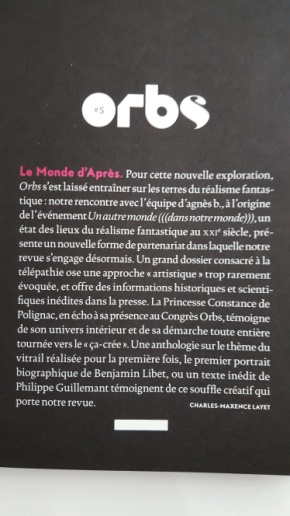 orbs
#5
Le Monde d'Après. Pour cette nouvelle exploration,
Orbs s'est laissé entraîner sur les terres du réalisme fantas-
tique : notre rencontre avec l'équipe d'agnès b., à l'origine
de l'événement Un autre monde (((dans notre monde))), un
état des lieux du réalisme fantastique au XXIe siècle, pré-
sente un nouvelle forme de partenariat dans laquelle notre
revue s'engage désormais. Un grand dossier consacré à la
télépathie ose une approche « artistique » trop rarement
évoquée, et offre des informations historiques et scienti-
fiques inédites dans la presse. La Princesse Constance de
Polignac, en écho à sa présence au Congrès Orbs, témoigne
de son univers intérieur et de sa démarche toute entière
tournée vers le « ça-crée ». Une anthologie sur le thème du
vitrail réalisée pour la première fois, le premier portrait
biographique de Benjamin Libet, ou un texte inédit de
Philippe Guillemant témoignent de ce souffle créatif qui
porte notre revue.
CHARLES-MAXENCE LAYET